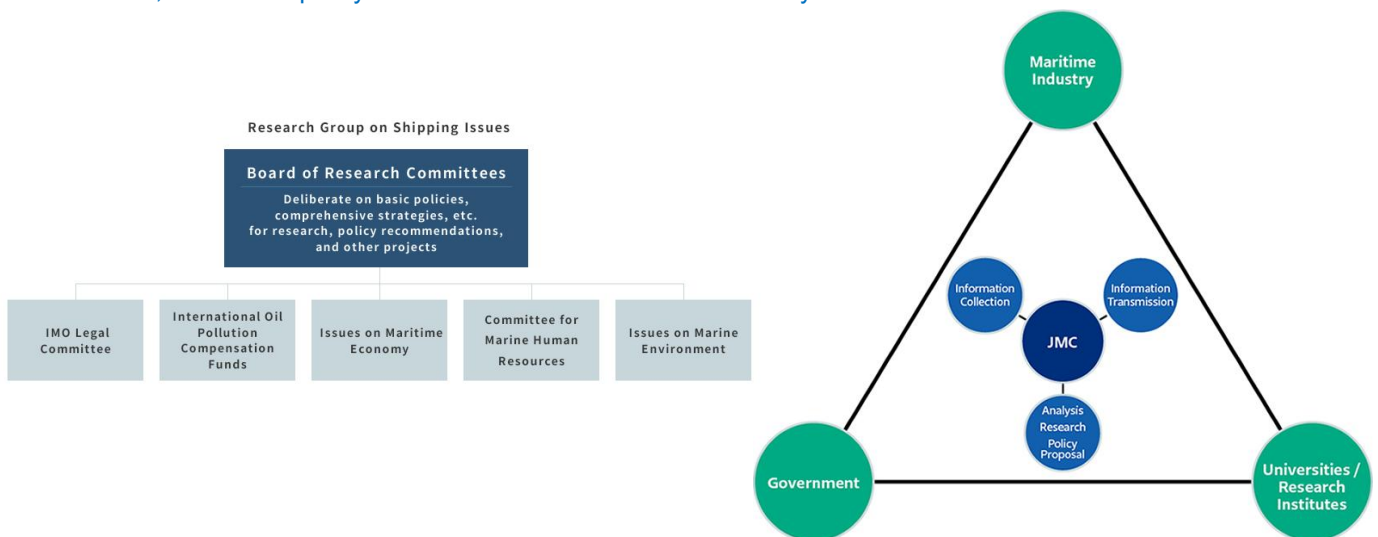 Research Group on Shipping Issues
Board of Research Committees
Deliberate on basic policies,
comprehensive strategies, etc.
for research, policy recommendations,
and other projects
IMO Legal
Committee
International Oil
Pollution
Compensation
Funds
Issues on Maritime
Economy
Committee for
Marine Human
Resources
Issues on Marine
Environment
Maritime
Industry
Information
Collection
Information
Transmission
JMC
Analysis
Research
Policy
Proposal
Government
Universities /
Research
Institutes